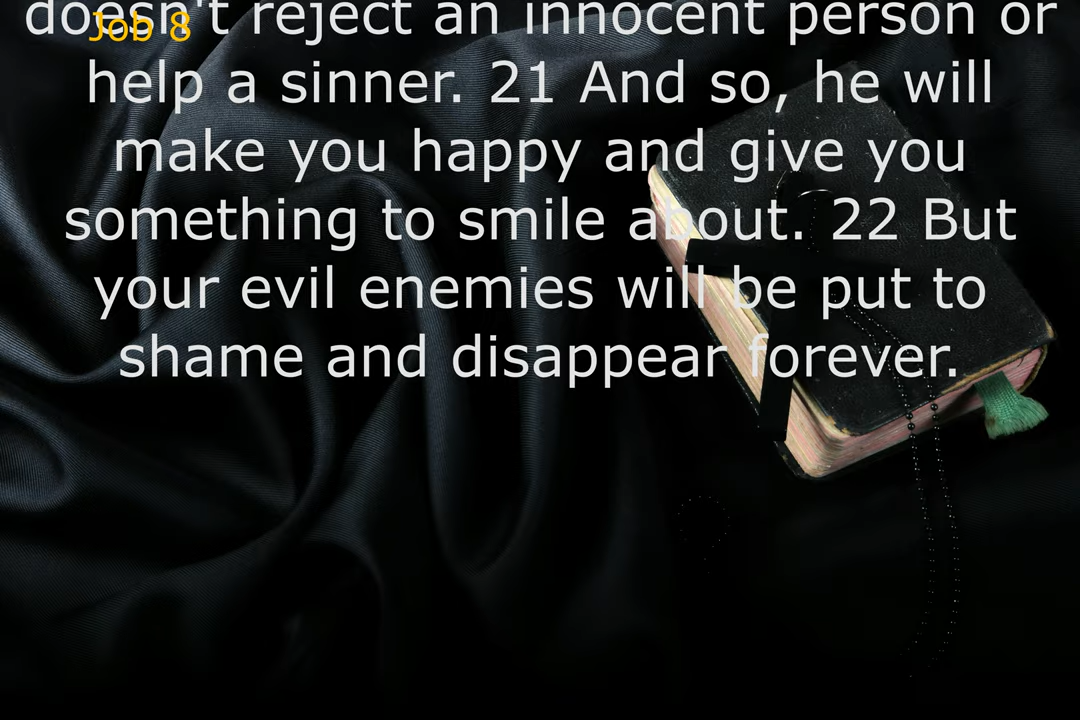 doesn't reject an innocent person or
Job 8
help a sinner. 21 And so, he will
make you happy and give you
something to smile about. 22 But
your evil enemies will be put to
shame and disappear forever.